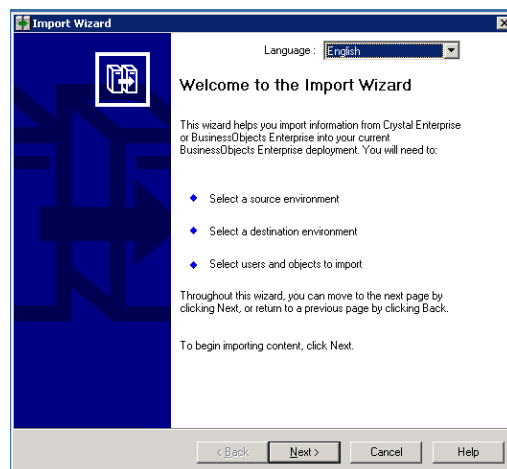 Import Wizard
Language : English
Welcome to the Import Wizard
This wizard helps you import information from Crystal Enterprise
or BusinessObjects Enterprise into your current
BusinessObjects Enterprise deployment. You will need to:
Select a source environment
Select a destination environment
Select users and objects to import
Throughout this wizard, you can move to the next page by
clicking Next, or return to a previous page by clicking Back.
To begin importing content, click Next.
< Back Next > Cancel Help